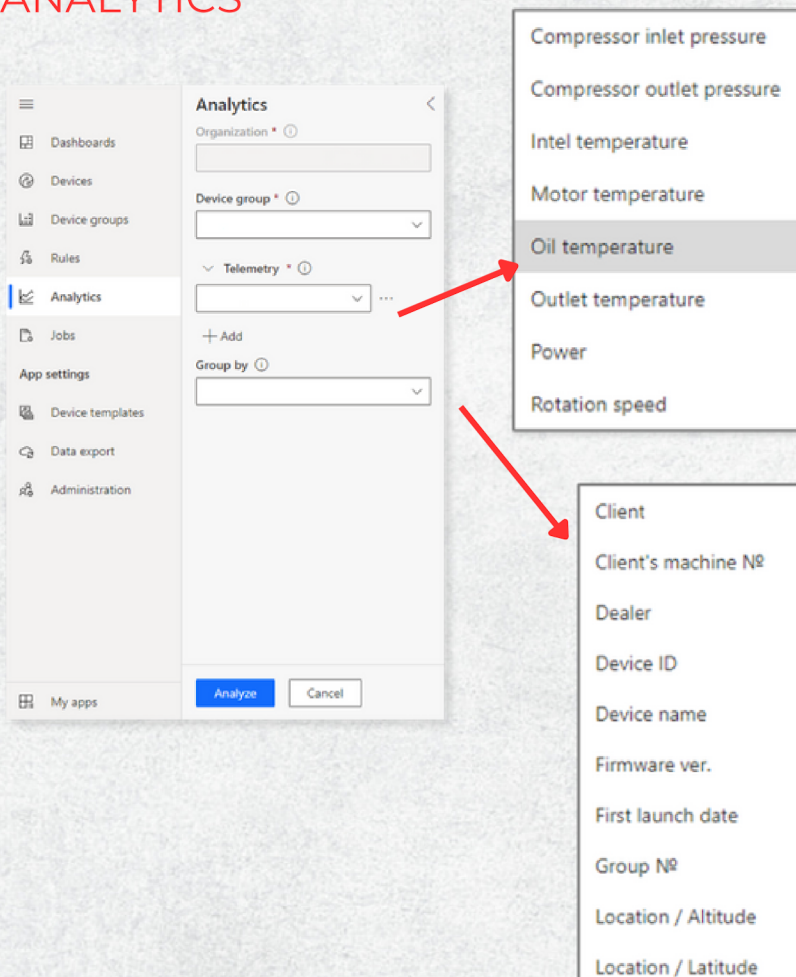 ANALYTICS
Dashboards
Devices
Device groups
Rules
Analytics
Jobs
App settings
Device templates
Data export
Administration
My apps
Analytics
Organization *
Device group *
Telemetry *
+ Add
Group by
Analyze
Cancel
Compressor inlet pressure
Compressor outlet pressure
Intel temperature
Motor temperature
Oil temperature
Outlet temperature
Power
Rotation speed
Client
Client's machine №
Dealer
Device ID
Device name
Firmware ver.
First launch date
Group №
Location / Altitude
Location / Latitude